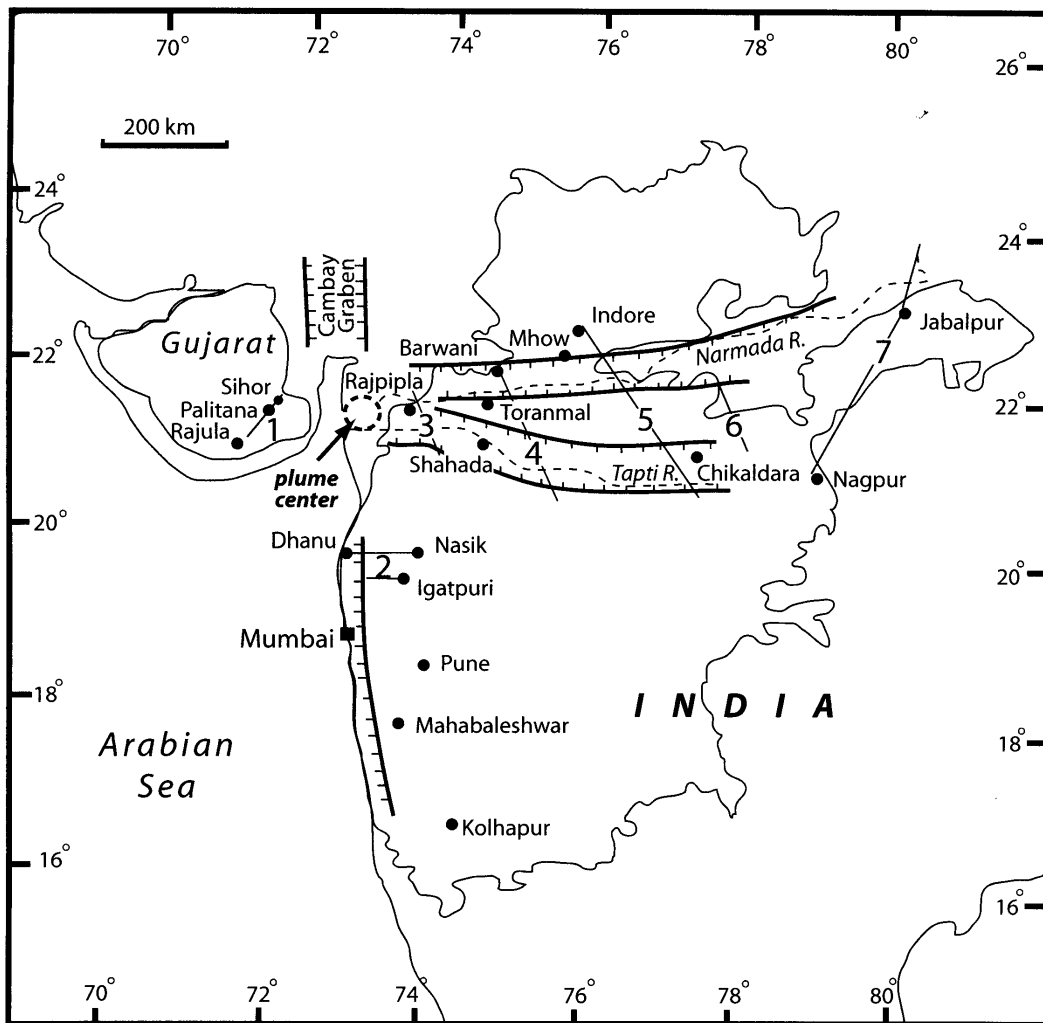 70°
72°
74°
76°
78°
80°
26°
200 km
24°
24°
Cambay
Graben
Indore
Gujarat
Mhow
Jabalpur
22°
Barwani
Narmada R.
7
Sihor
Rajpipla
Palitana
1
Toranmal
5
6
22°
Rajula
3
4
Shahada
Tapti R.
Chikaldara
Nagpur
plume
center
20°
Dhanu
Nasik
2
Igatpuri
20°
Mumbai
Pune
18°
INDIA
Mahabaleshwar
Arabian
Sea
18°
Kolhapur
16°
16°
70°
72°
74°
76°
78°
80°